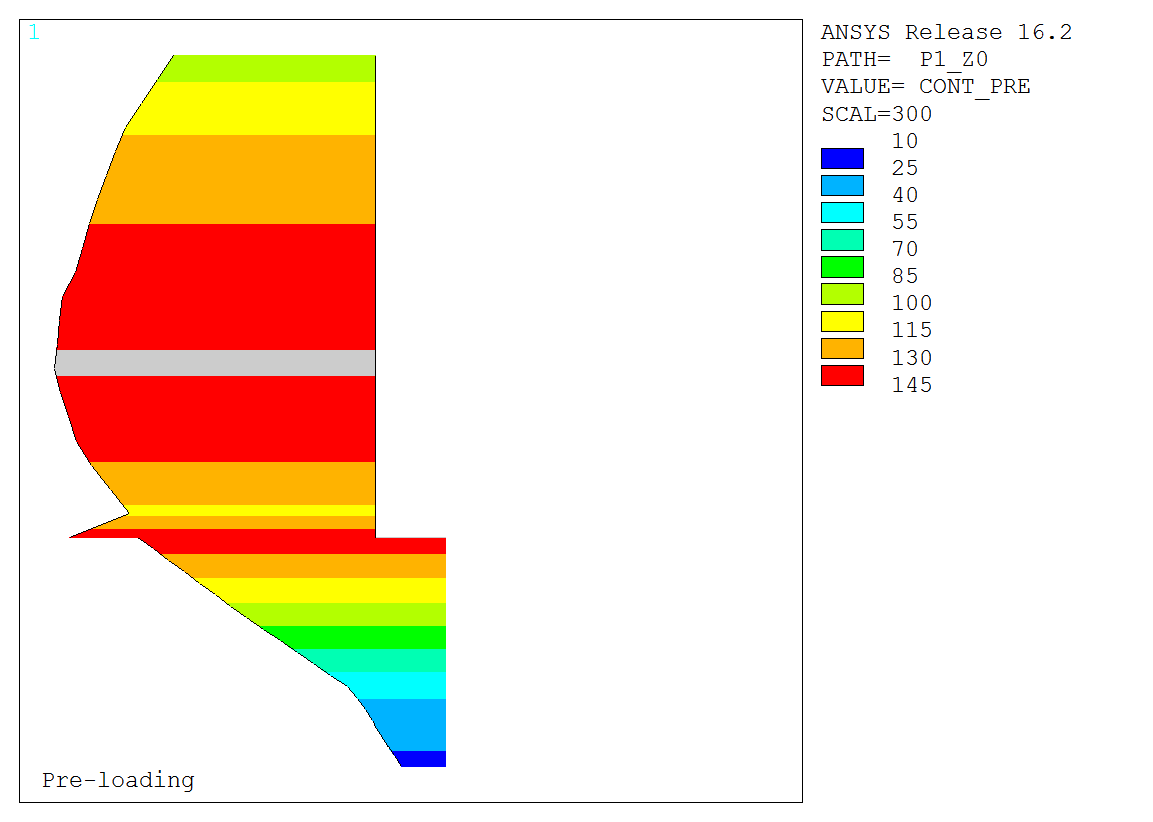 1
ANSYS Release 16.2
PATH= P1_Z0
VALUE= CONT_PRE
SCAL=300
10
25
40
55
70
85
100
115
130
145
Pre-loading